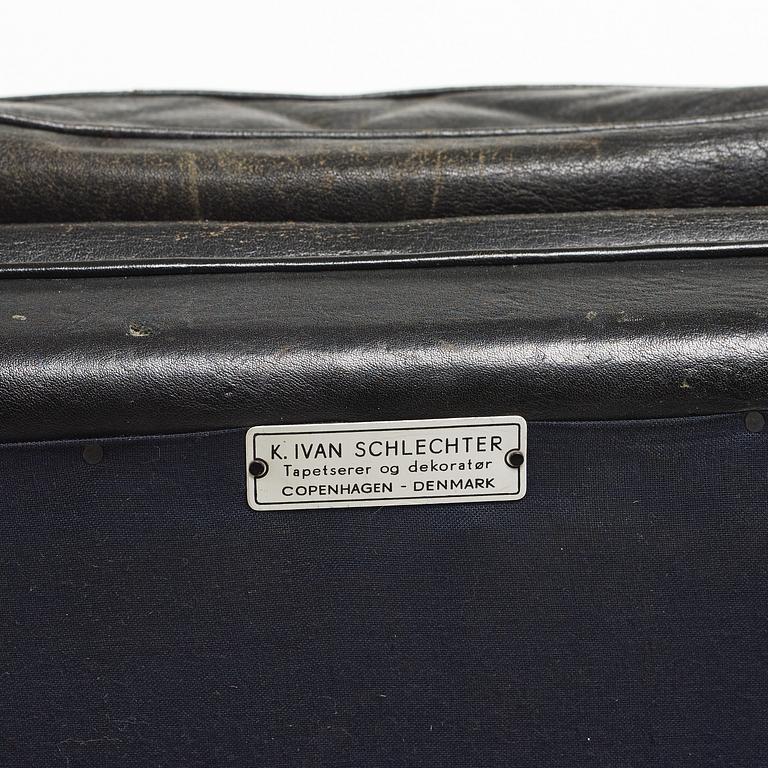 K. IVAN SCHLECHTER
Tapetserer og dekoratør
COPENHAGEN - DENMARK